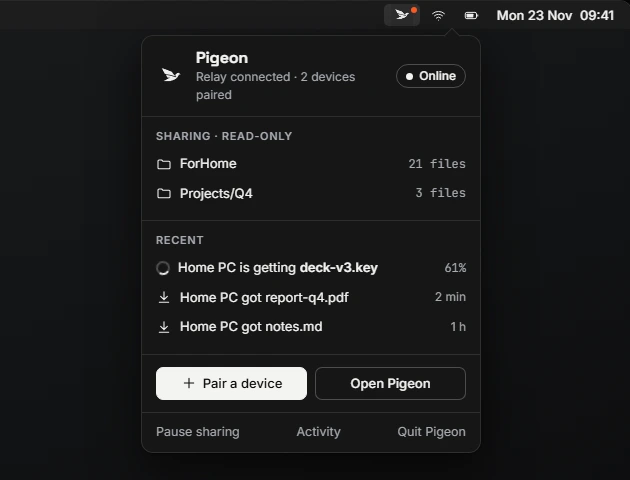 Mon 23 Nov 09:41
Pigeon
Relay connected · 2 devices
paired
Online
SHARING · READ-ONLY
ForHome 21 files
Projects/Q4 3 files
RECENT
Home PC is getting deck-v3.key 61%
Home PC got report-q4.pdf 2 min
Home PC got notes.md 1 h
Pair a device Open Pigeon
Pause sharing Activity Quit Pigeon